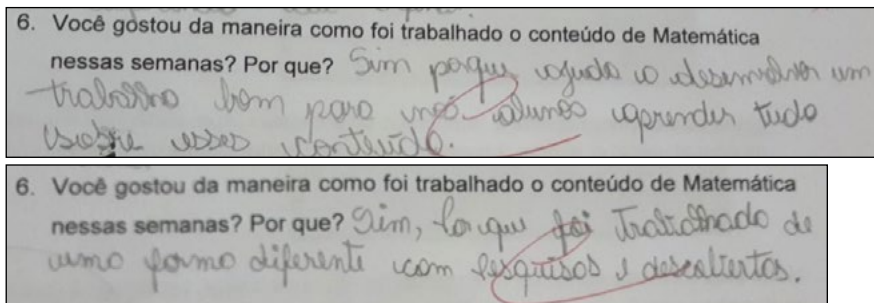 6. Você gostou da maneira como foi trabalhado o conteúdo de Matemática
nessas semanas? Por que? Sim porque ajuda a desenvolver um
trabalho bom para nós alunos aprender tudo
sobre esses conteúdo.
6. Você gostou da maneira como foi trabalhado o conteúdo de Matemática
nessas semanas? Por que? Sim, Porque foi Trabalhado de
uma forma diferente com pesquisas e descobertas.